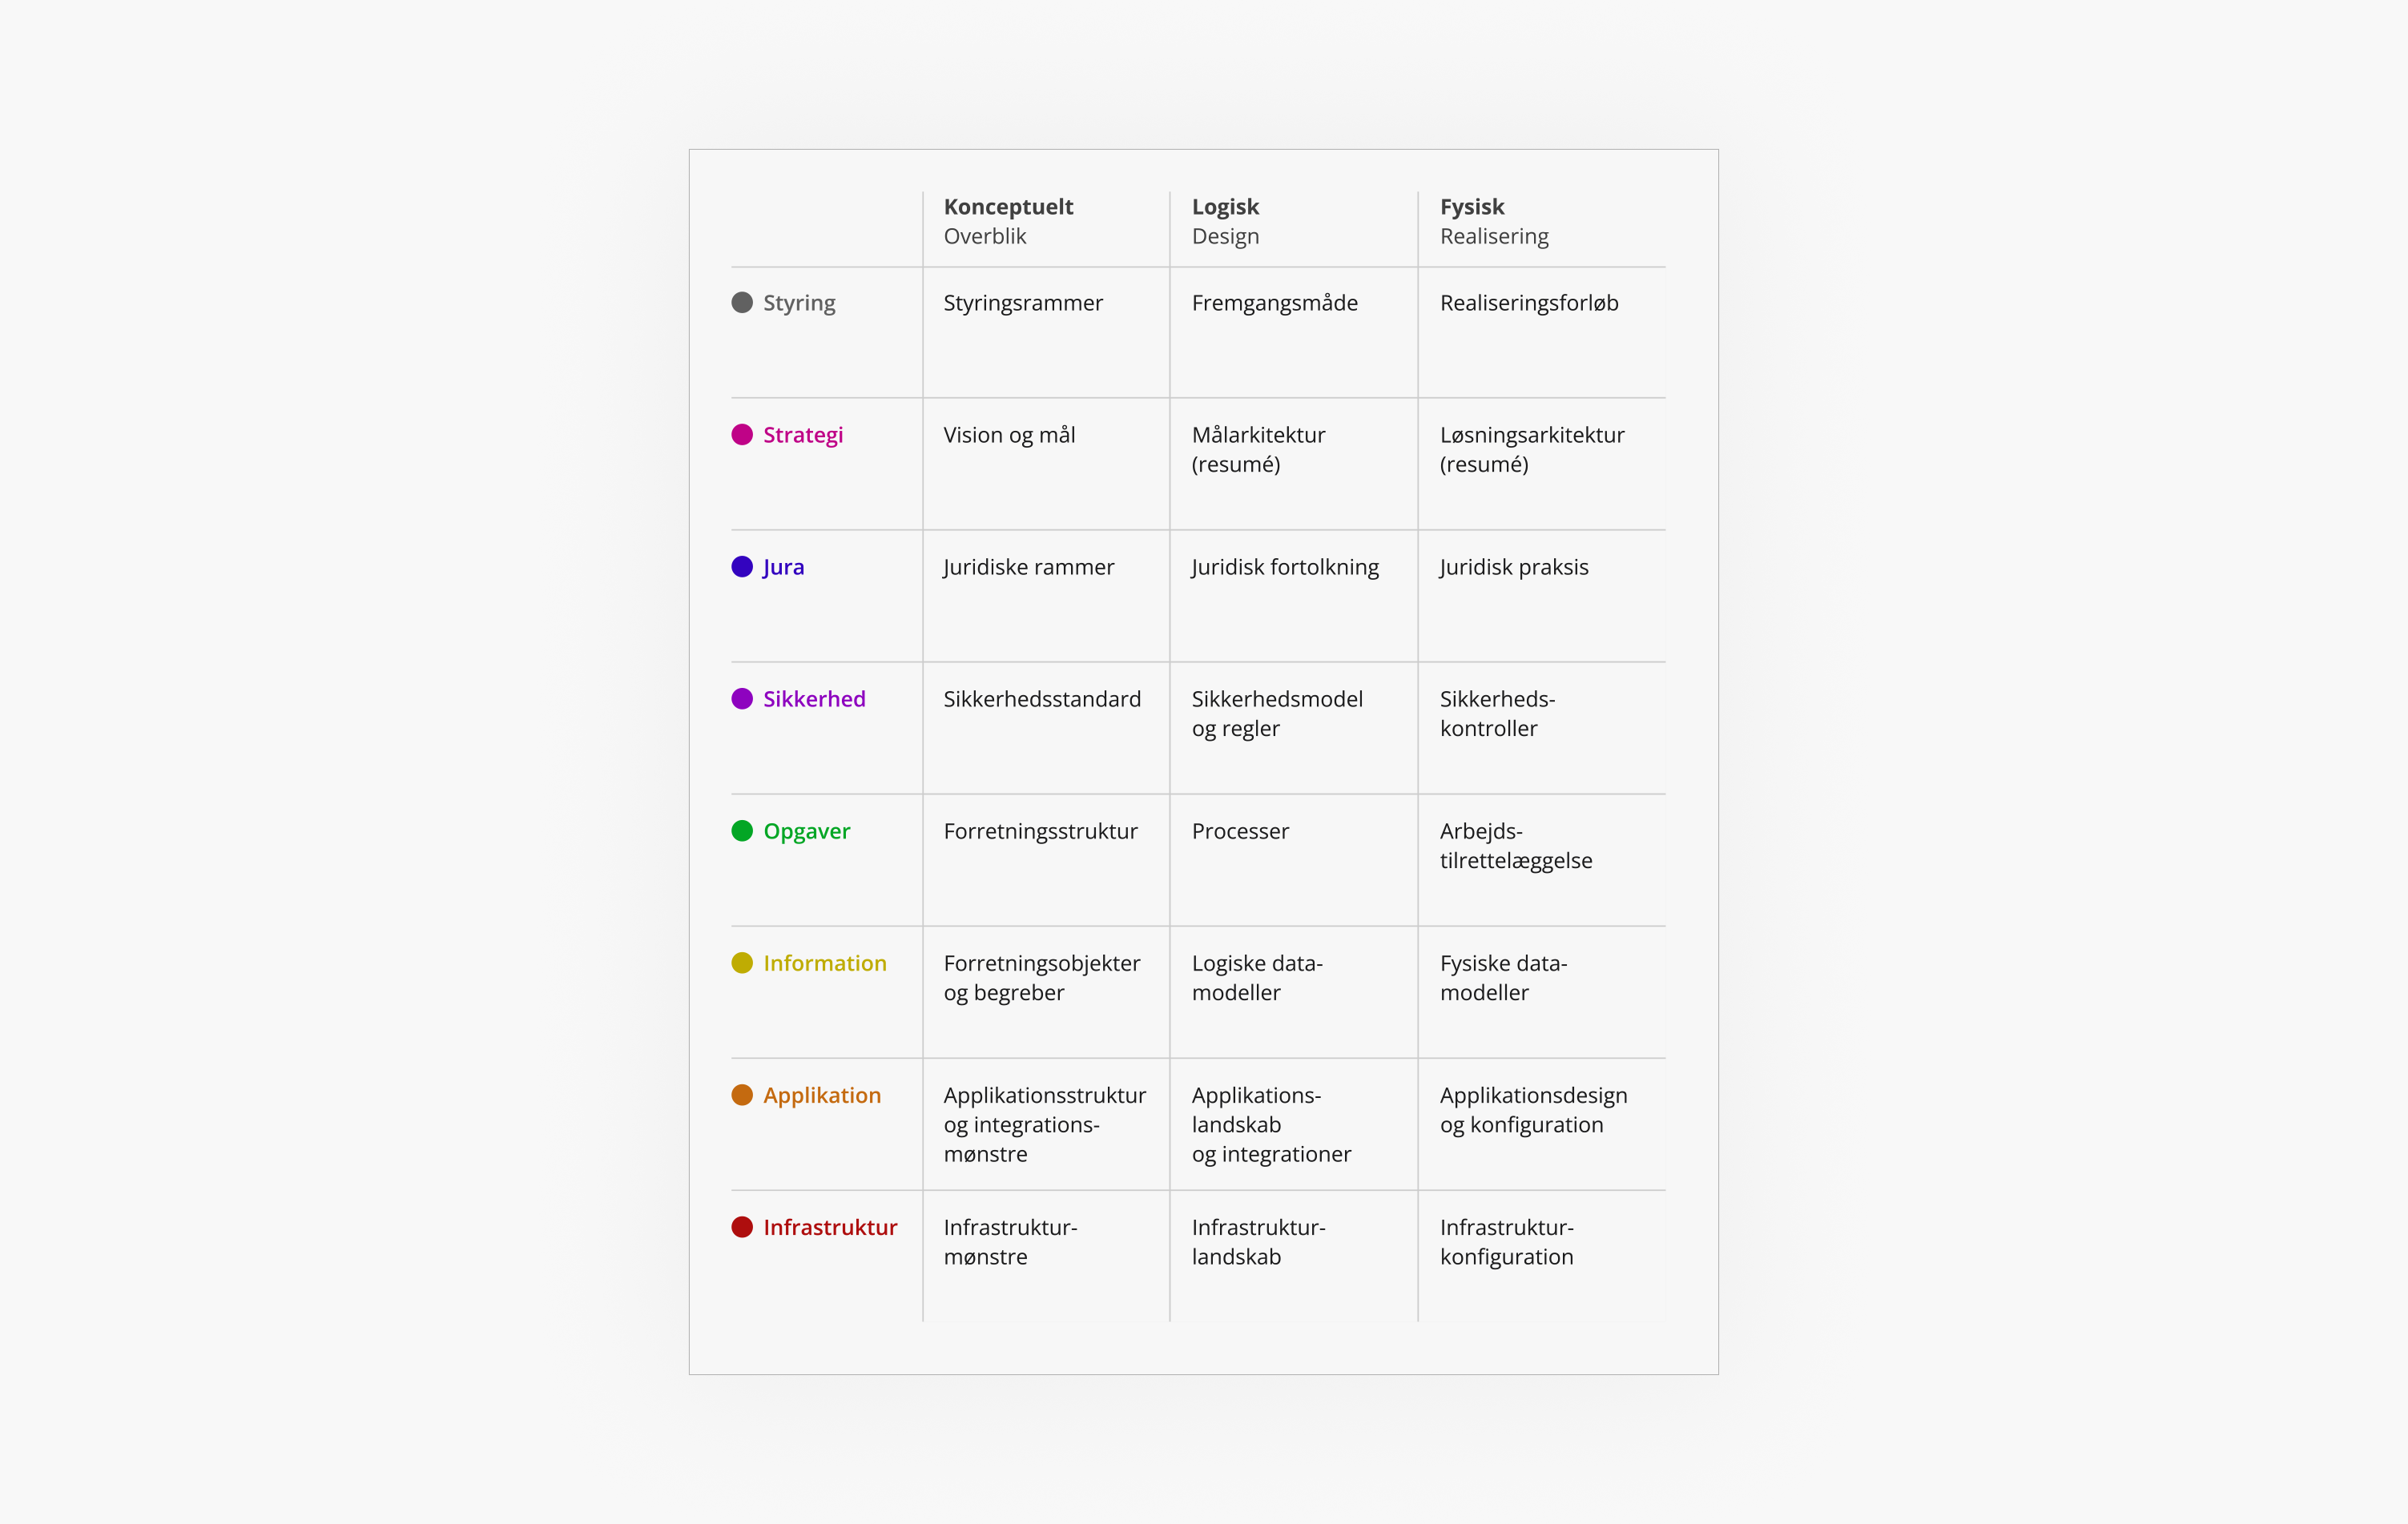 Konceptuelt
Overblik
Logisk
Design
Fysisk
Realisering
Styring
Styringsrammer
Fremgangsmåde
Realiseringsforløb
Strategi
Vision og mål
Målarkitektur
(resumé)
Løsningsarkitektur
(resumé)
Jura
Juridiske rammer
Juridisk fortolkning
Juridisk praksis
Sikkerhed
Sikkerhedsstandard
Sikkerhedsmodel
og regler
Sikkerheds-
kontroller
Opgaver
Forretningsstruktur
Processer
Arbejds-
tilrettelæggelse
Information
Forretningsobjekter
og begreber
Logiske data-
modeller
Fysiske data-
modeller
Applikation
Applikationsstruktur
og integrations-
mønstre
Applikations-
landskab
og integrationer
Applikationsdesign
og konfiguration
Infrastruktur
Infrastruktur-
mønstre
Infrastruktur-
landskab
Infrastruktur-
konfiguration